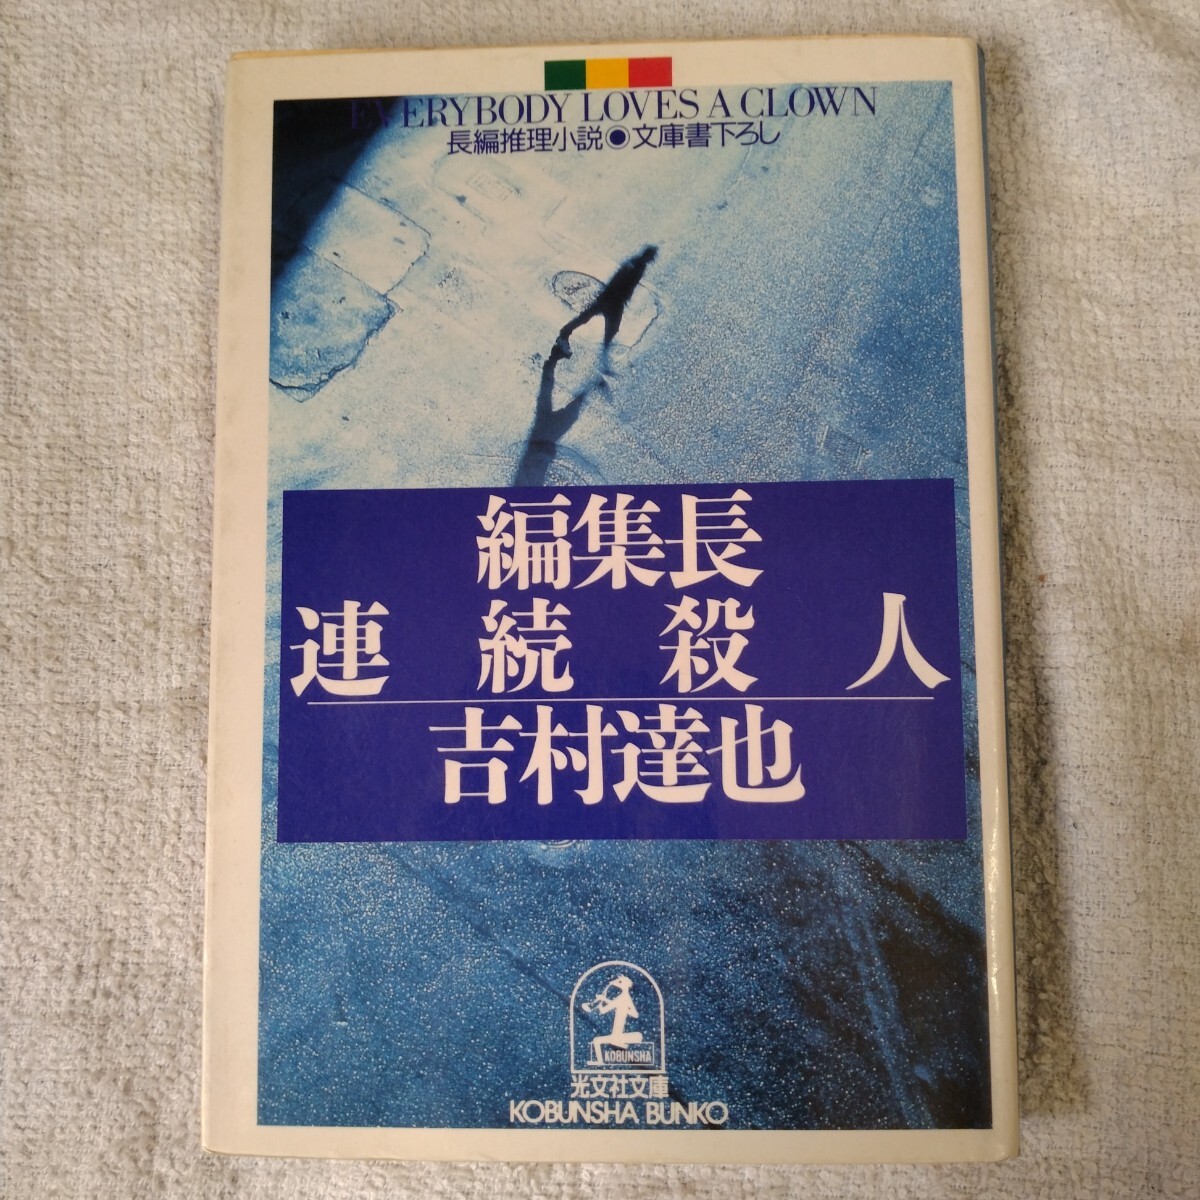 EVERYBODY LOVES A CLOWN
長編推理小説●文庫書下ろし
編集長
連続殺人
吉村達也
KOBUNSHA
光文社文庫
KOBUNSHA BUNKO